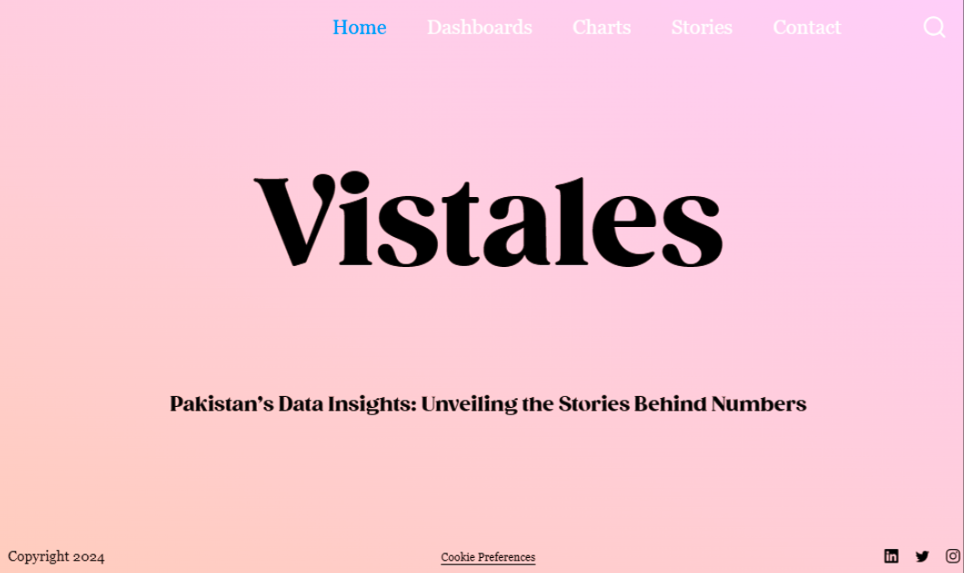 Home Dashboards Charts Stories Contact
Vistales
Pakistan's Data Insights: Unveiling the Stories Behind Numbers
Copyright 2024 Cookie Preferences